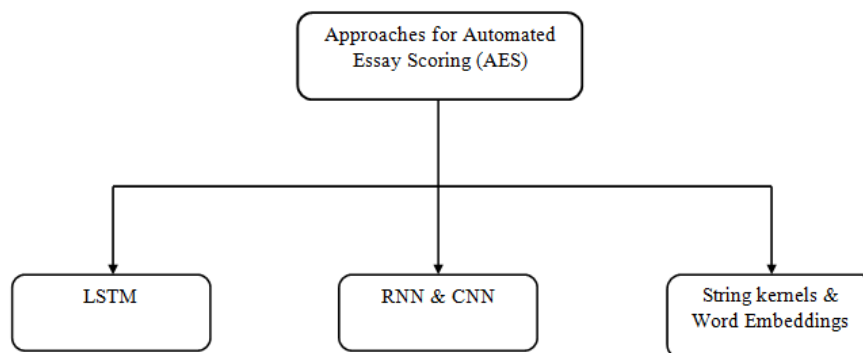 Approaches for Automated
Essay Scoring (AES)
LSTM
RNN & CNN
String kernels &
Word Embeddings